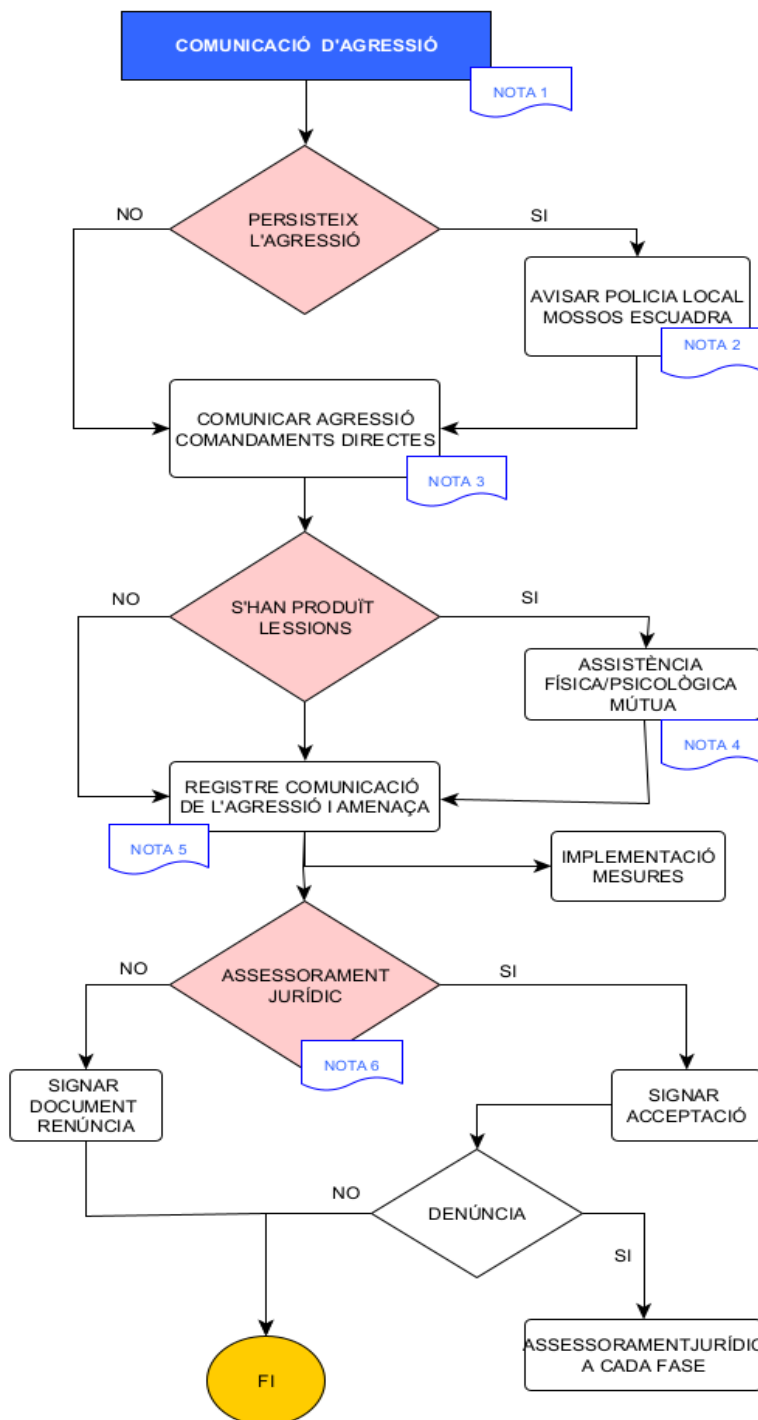 COMUNICACIÓ D'AGRESSIÓ
NOTA 1
PERSISTEIX
L'AGRESSIÓ
NO
SI
AVISAR POLICIA LOCAL
MOSSOS ESCUADRA
NOTA 2
COMUNICAR AGRESSIÓ
COMANDAMENTS DIRECTES
NOTA 3
S'HAN PRODUÏT
LESSIONS
NO
SI
ASSISTÈNCIA
FÍSICA/PSICOLÒGICA
MÚTUA
NOTA 4
REGISTRE COMUNICACIÓ
DE L'AGRESSIÓ I AMENAÇA
NOTA 5
IMPLEMENTACIÓ
MESURES
ASSESSORAMENT
JURÍDIC
NO
SI
NOTA 6
SIGNAR
DOCUMENT
RENÚNCIA
SIGNAR
ACCEPTACIÓ
DENÚNCIA
NO
SI
ASSESSORAMENTJURÍDIC
A CADA FASE
FI